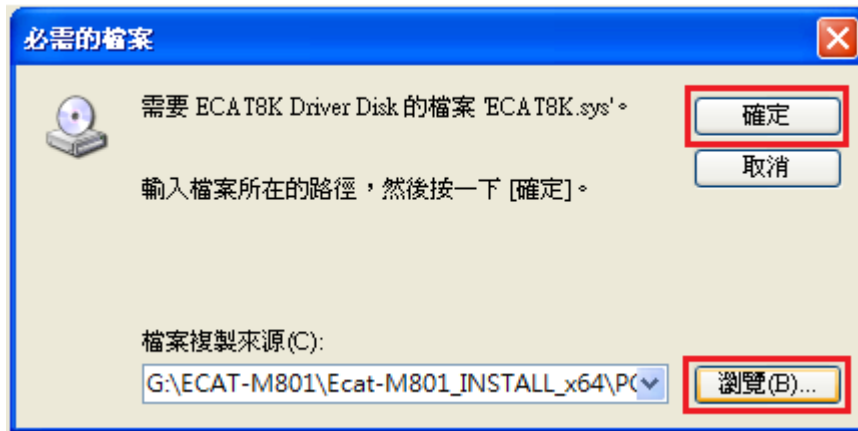 必需的檔案
需要 ECAT8K Driver Disk 的檔案 'ECAT8K.sys'。
確定
取消
輸入檔案所在的路徑，然後按一下 [確定]。
檔案複製來源(C):
G:\ECAT-M801\Ecat-M801_INSTALL_x64\P
瀏覽(B)...